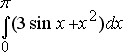 ∫₀^π (3 sin x + x²) dx